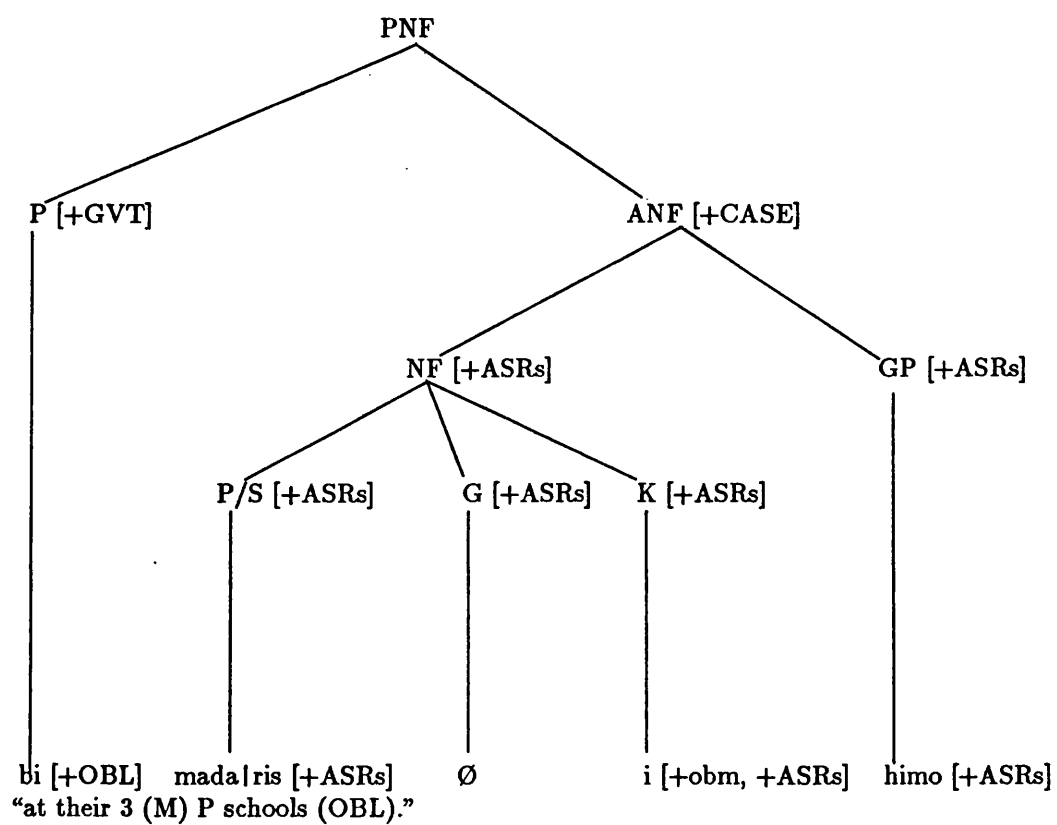 PNF
P [+GVT] ANF [+CASE]
NF [+ASRs] GP [+ASRs]
P/S [+ASRs] G [+ASRs] K [+ASRs]
bi [+OBL] mada|ris [+ASRs] Ø i [+obm, +ASRs] himo [+ASRs]
“at their 3 (M) P schools (OBL).”